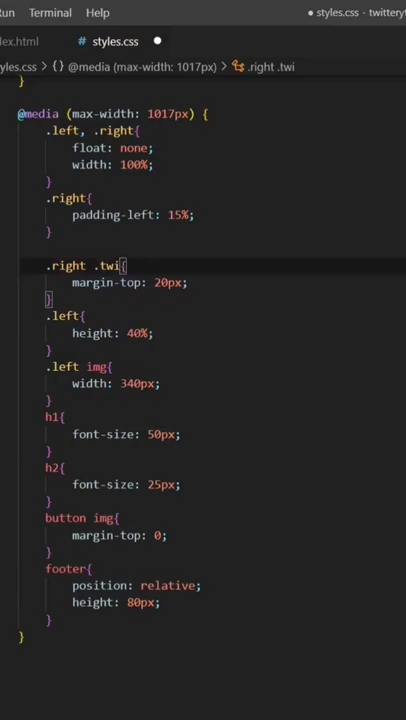 Run Terminal ● styles.css - twittery
ex.html # styles.css ●
yles.css > {} @media (max-width: 1017px) > .right .twi
}
@media (max-width: 1017px) {
.left, .right{
float: none;
width: 100%;
}
.right{
padding-left: 15%;
}
.right .twi{
margin-top: 20px;
}
.left{
height: 40%;
}
.left img{
width: 340px;
}
h1{
font-size: 50px;
}
h2{
font-size: 25px;
}
button img{
margin-top: 0;
}
footer{
position: relative;
height: 80px;
}
}